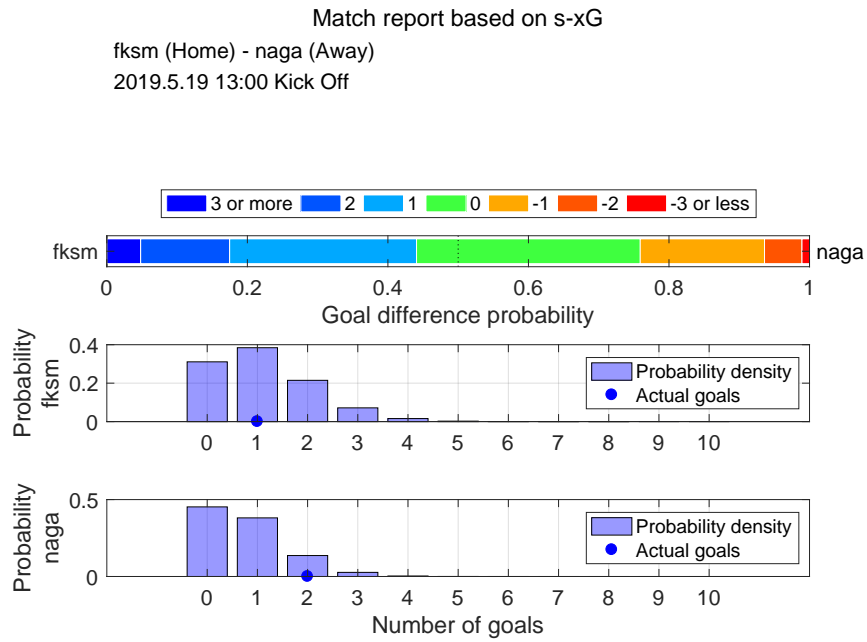 Match report based on s-xG
fksm (Home) - naga (Away)
2019.5.19 13:00 Kick Off
3 or more 2 1 0 -1 -2 -3 or less
fksm naga
0 0.2 0.4 0.6 0.8 1
Goal difference probability
Probability
fksm
0.4
0.2
0
Probability density
Actual goals
0 1 2 3 4 5 6 7 8 9 10
Probability
naga
0.5
0
Probability density
Actual goals
0 1 2 3 4 5 6 7 8 9 10
Number of goals